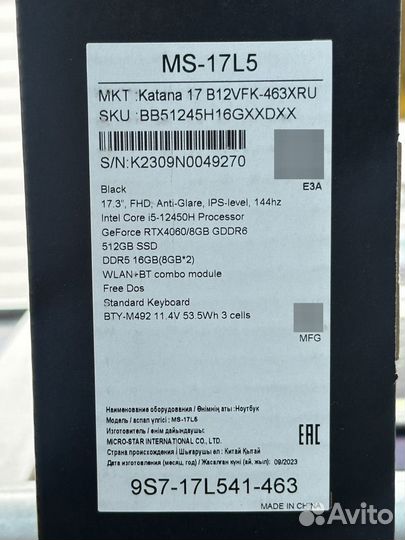 MS-17L5
MKT :Katana 17 B12VFK-463XRU
SKU :BB51245H16GXXDXX
S/N:K2309N0049270
E3A
Black
17.3", FHD, Anti-Glare, IPS-level, 144hz
Intel Core i5-12450H Processor
GeForce RTX4060/8GB GDDR6
512GB SSD
DDR5 16GB(8GB*2)
WLAN+BT combo module
Free Dos
Standard Keyboard
BTY-M492 11.4V 53.5Wh 3 cells
MFG
Наименование оборудования / Өнімнің аты : Ноутбук
Модель / аспап үлгісі : MS-17L5
Изготовитель / өнім дайындаушы:
MICRO-STAR INTERNATIONAL CO., LTD.
Страна происхождения / Шығарушы ел : Китай Қытай
Дата изготовления (месяц, год) / Жасалған күні (ай, жыл): 09/2023
EAC
9S7-17L541-463
MADE IN CHINA
Avito